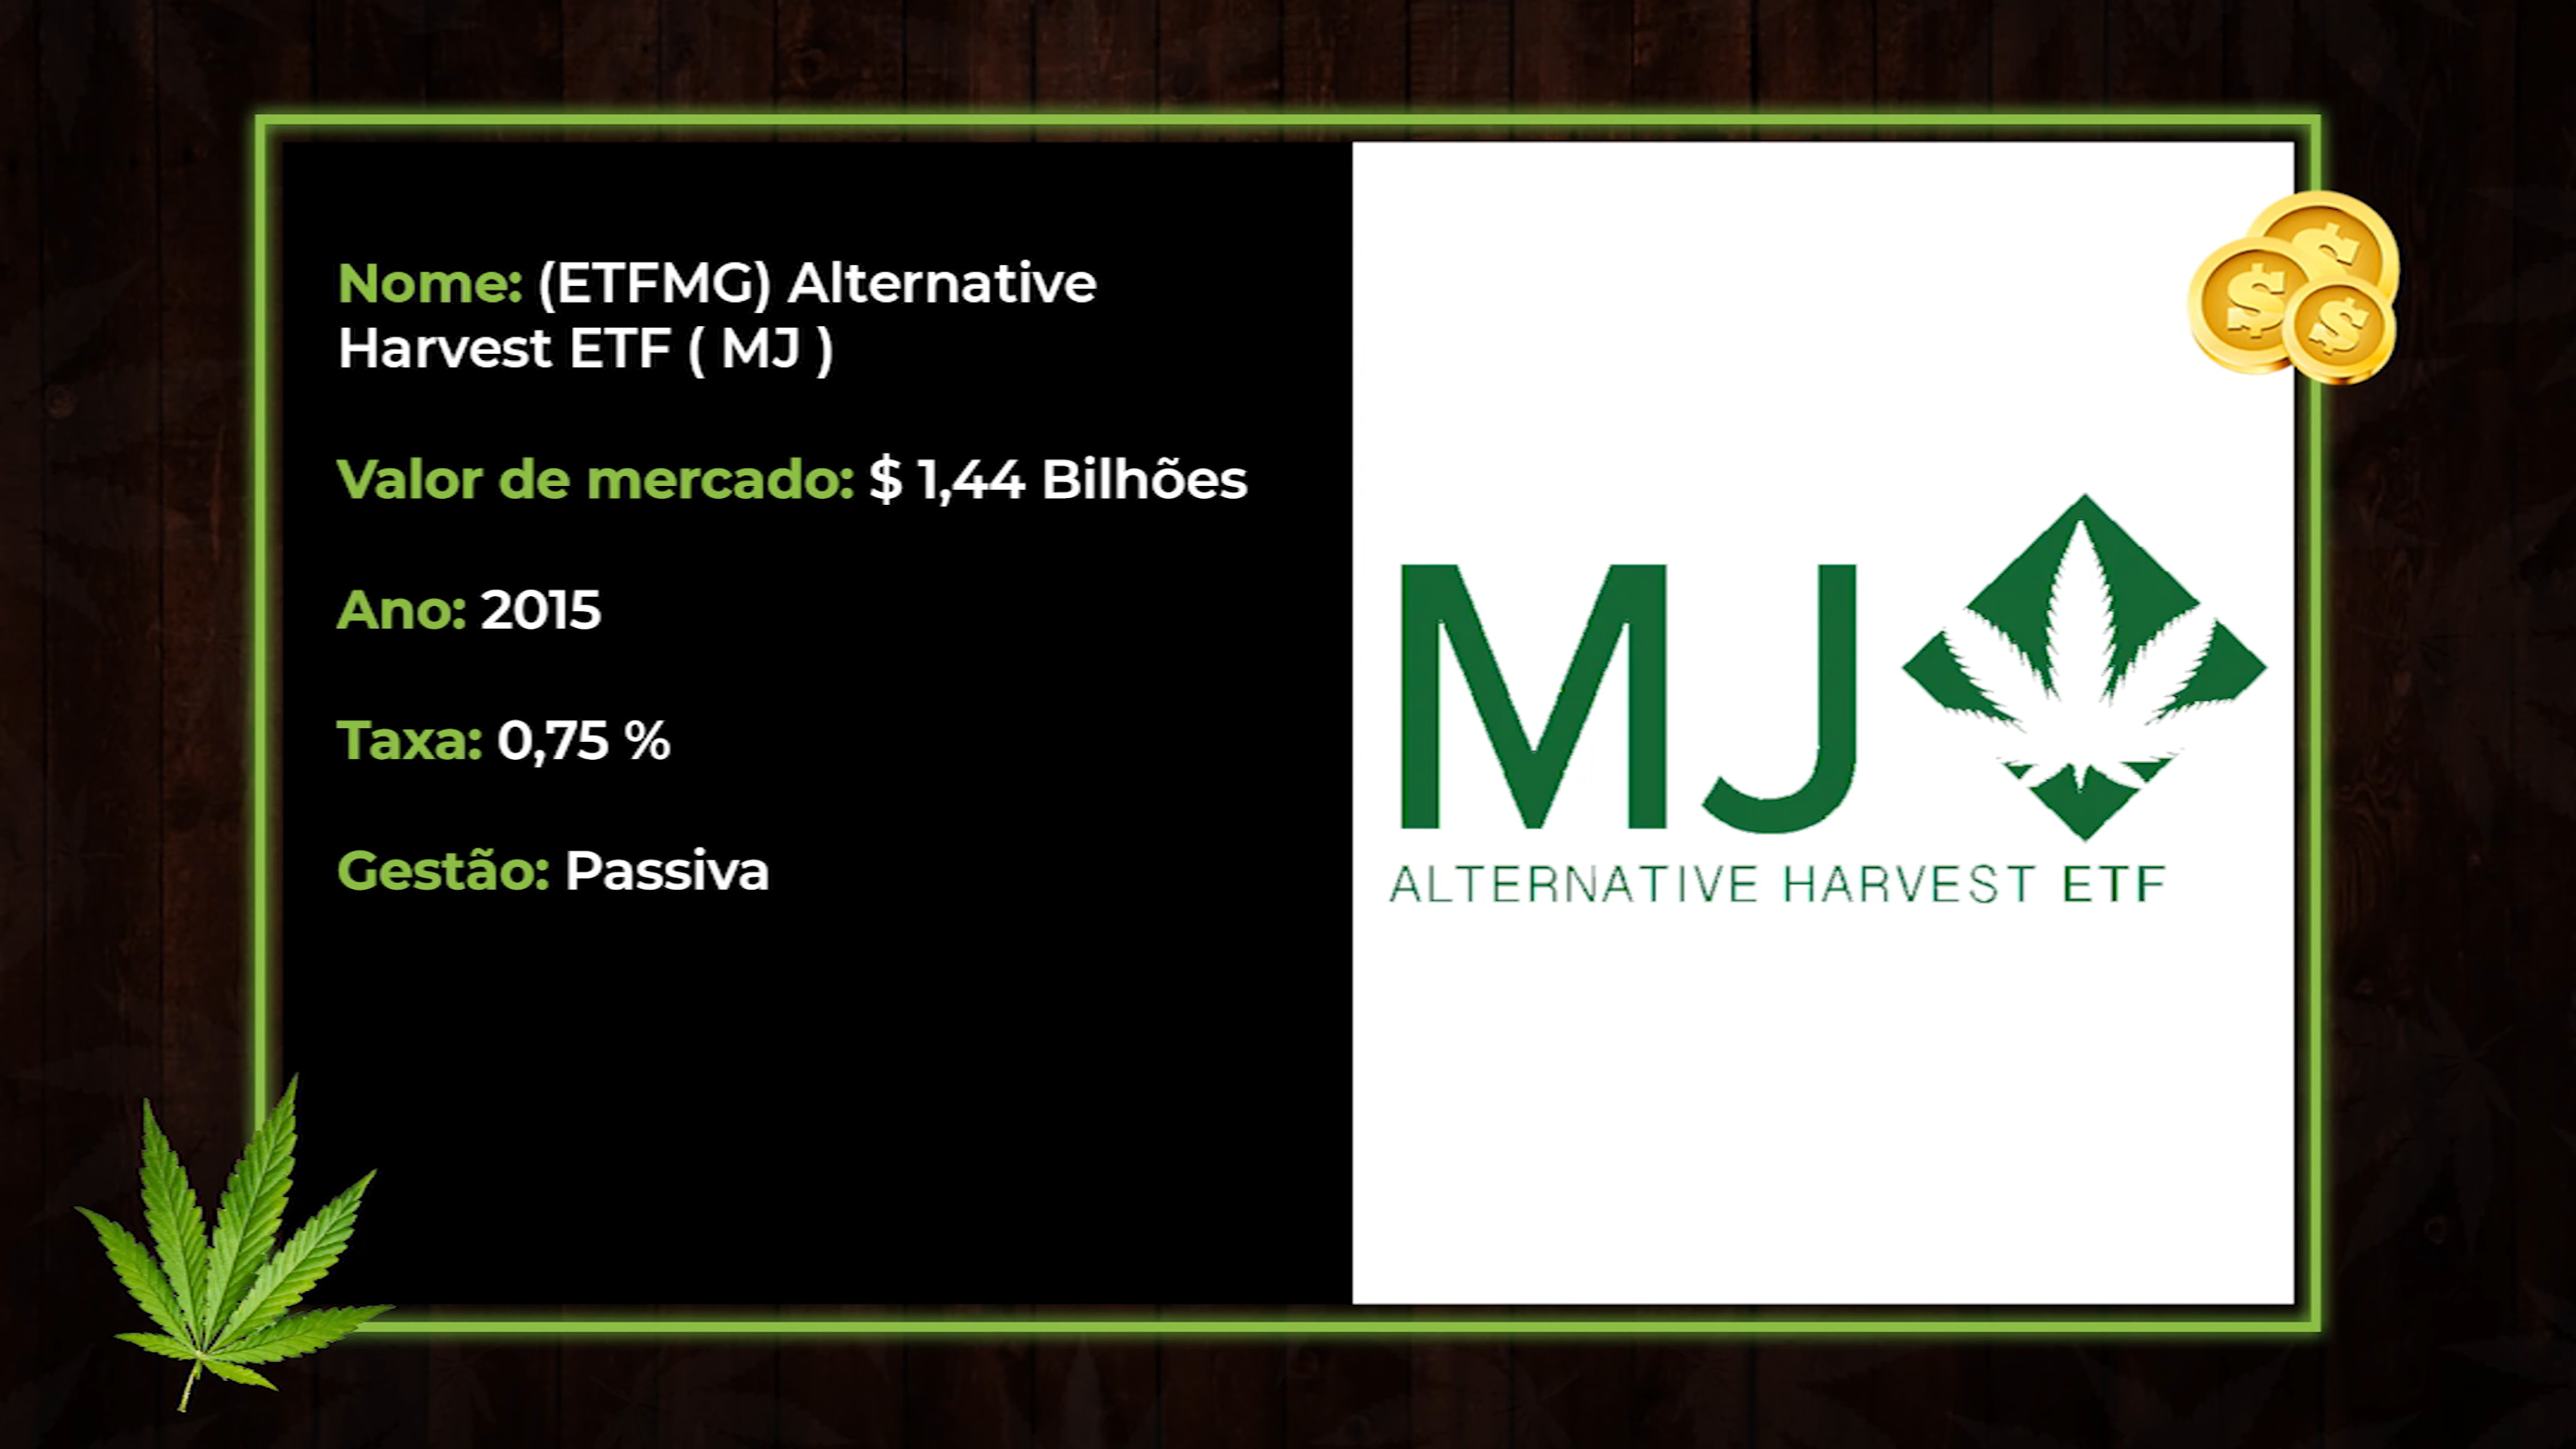 Nome: (ETFMG) Alternative
Harvest ETF ( MJ )
Valor de mercado: $ 1,44 Bilhões
Ano: 2015
Taxa: 0,75 %
Gestão: Passiva
$
$
$
MJ
ALTERNATIVE HARVEST ETF